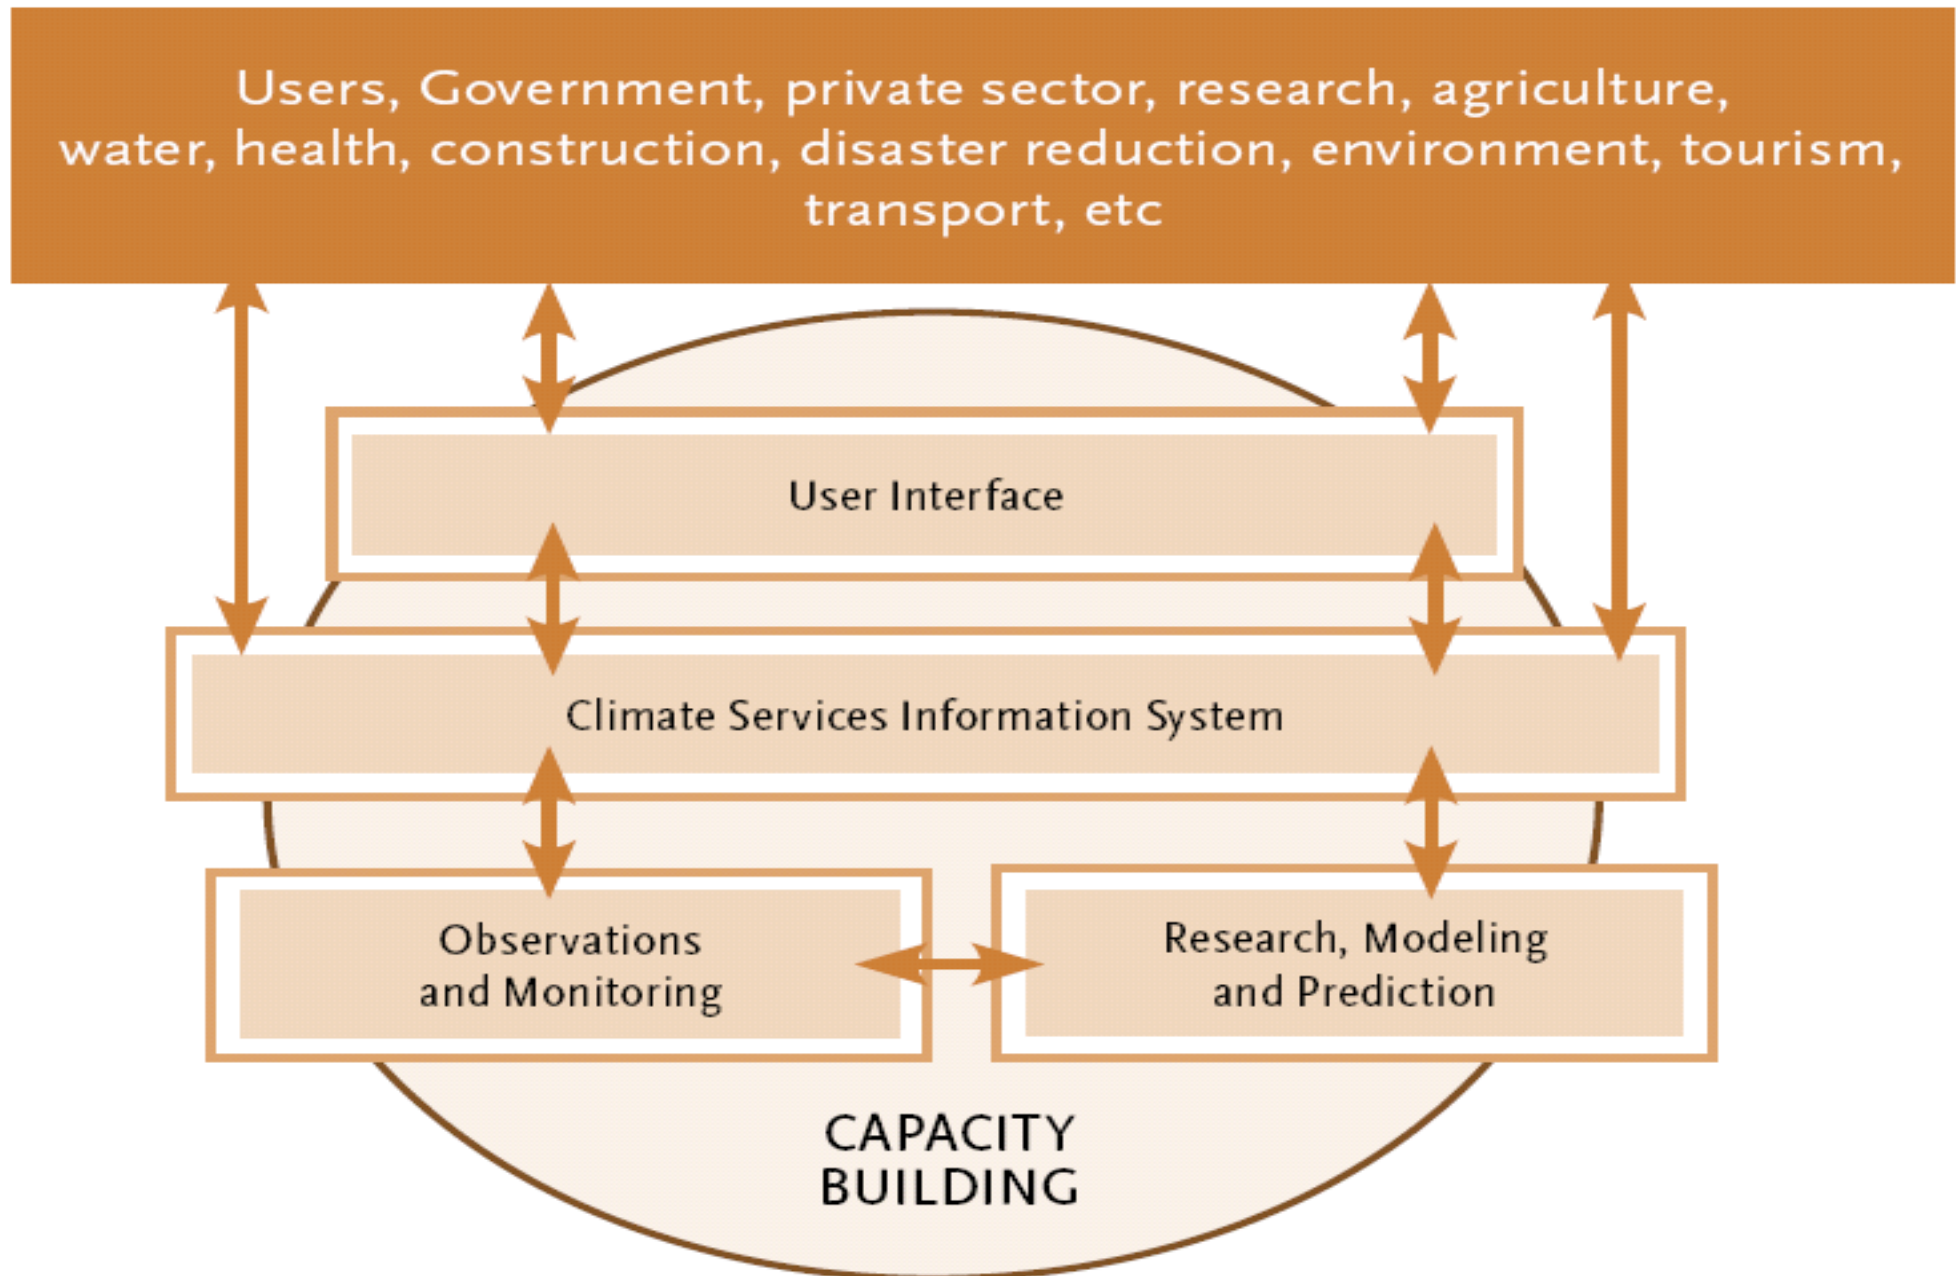 Users, Government, private sector, research, agriculture,
water, health, construction, disaster reduction, environment, tourism,
transport, etc
User Interface
Climate Services Information System
Observations
and Monitoring
Research, Modeling
and Prediction
CAPACITY
BUILDING